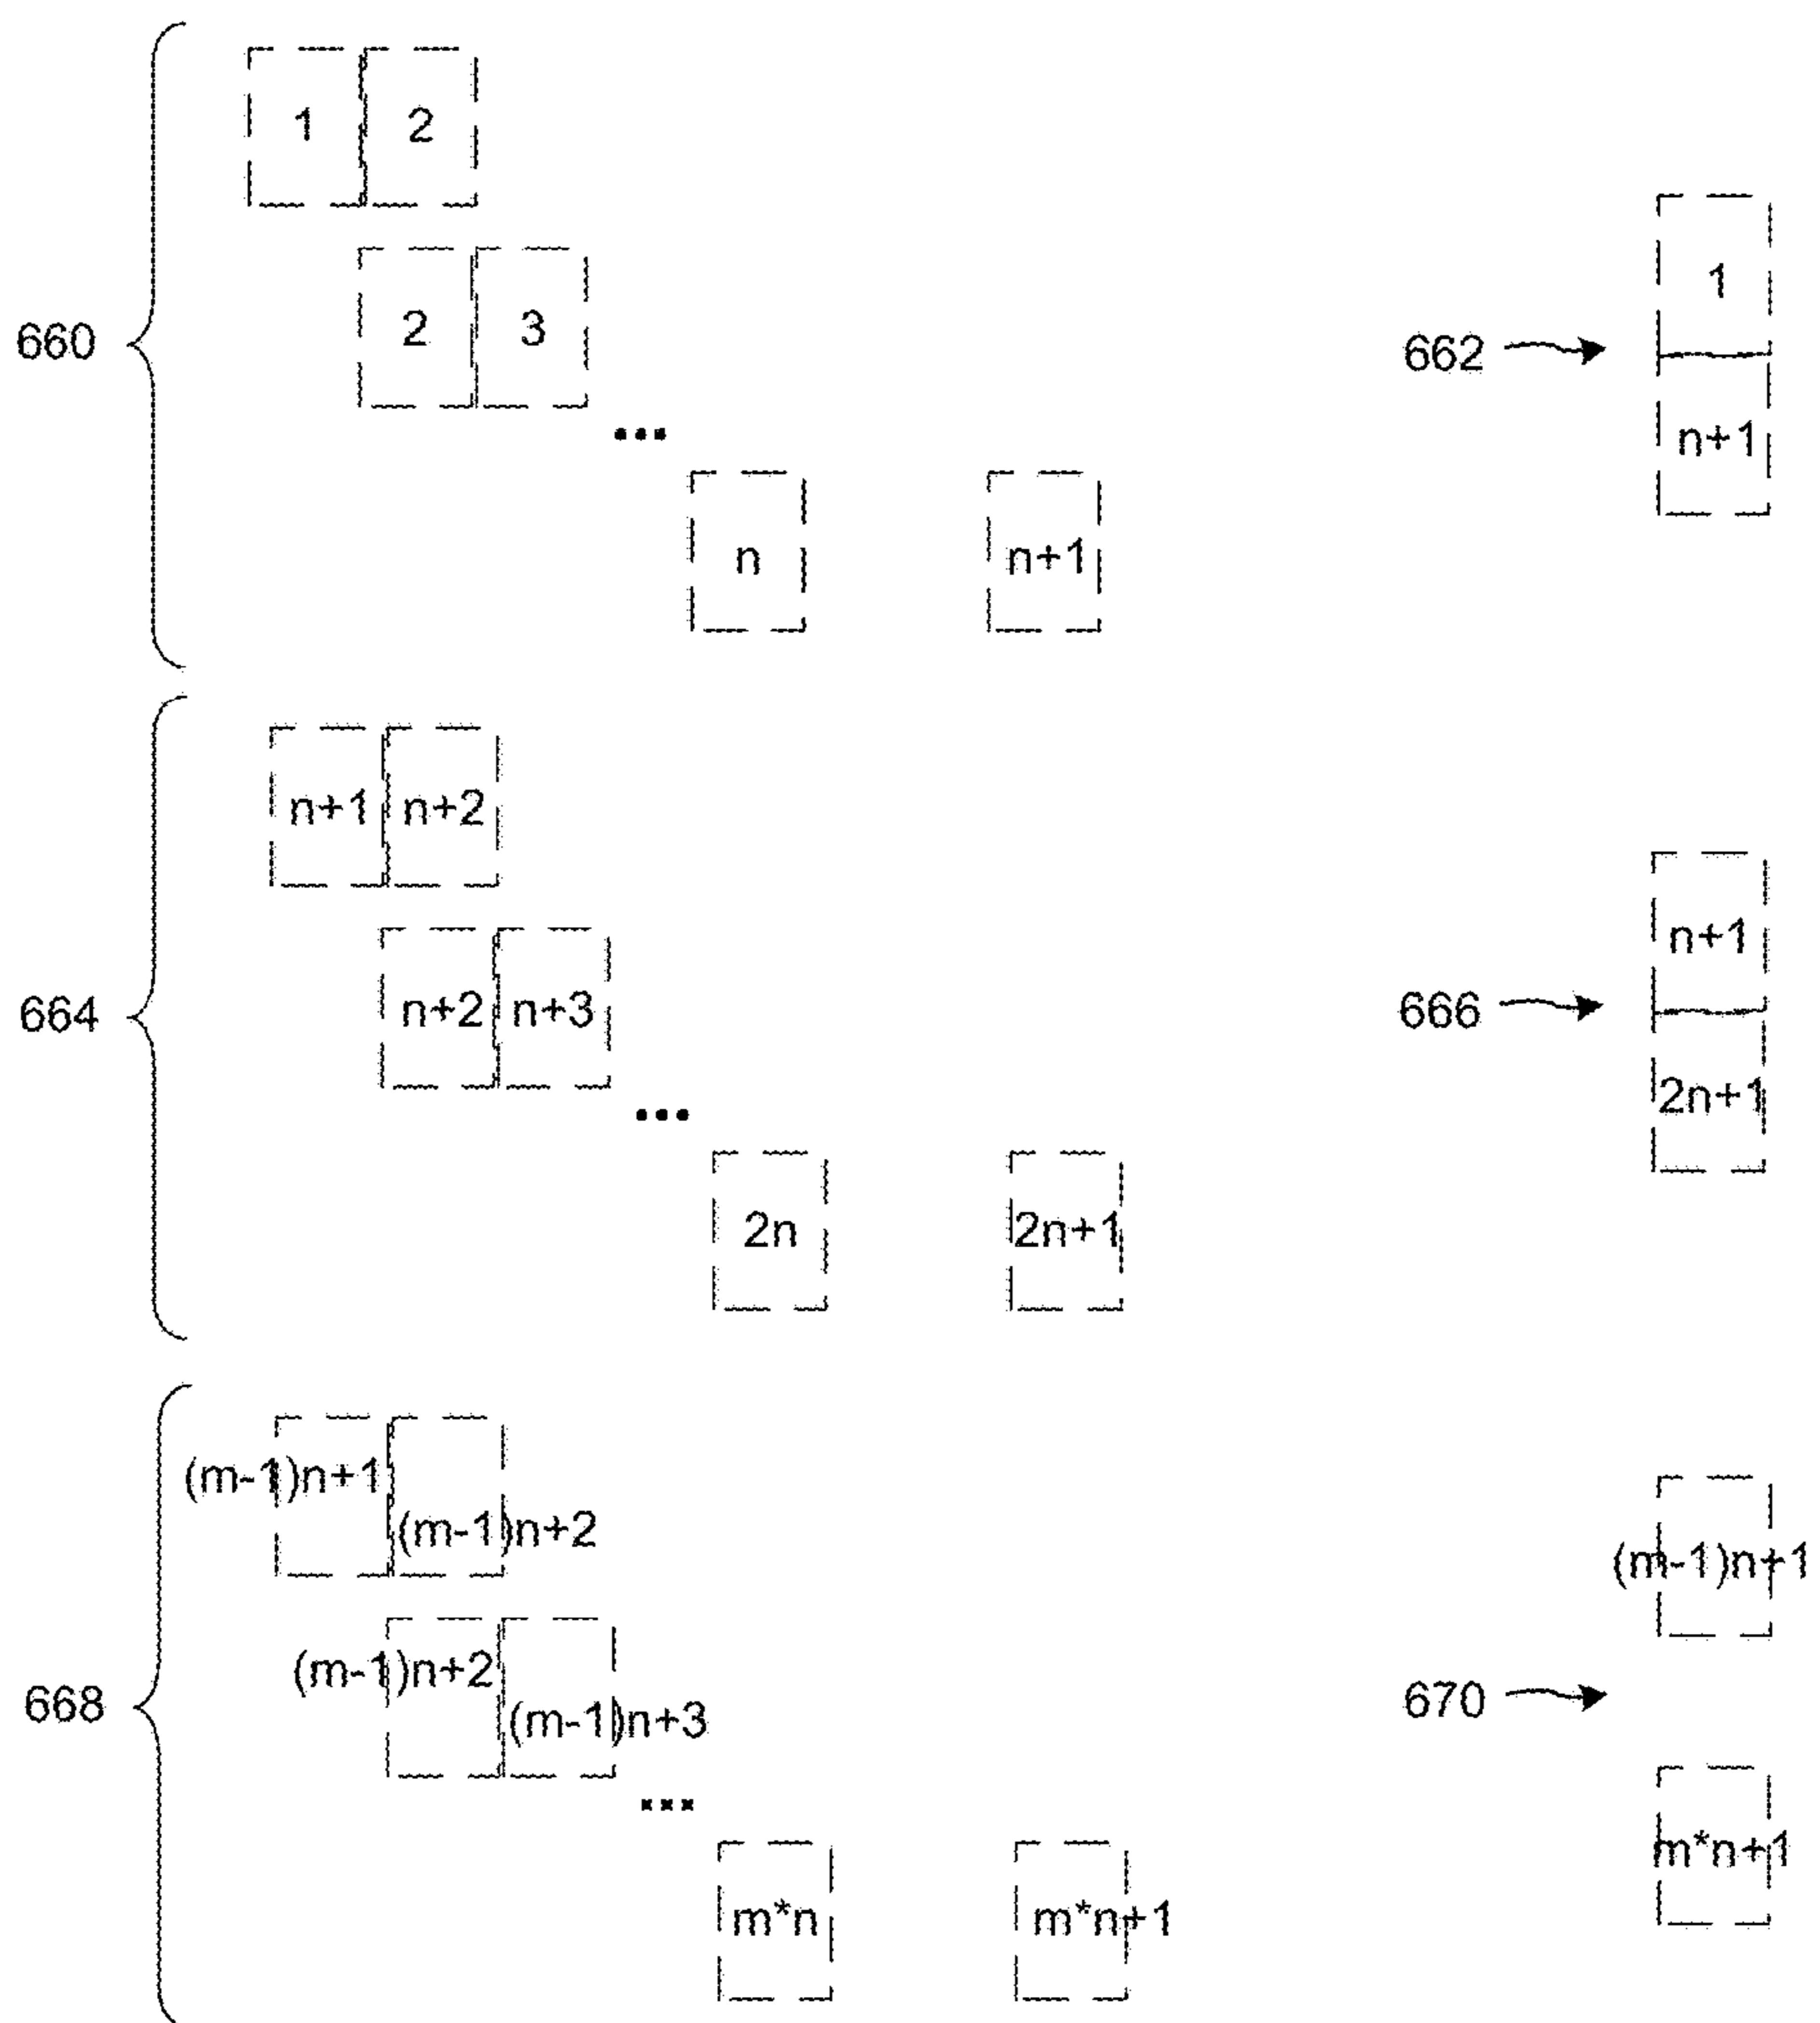 1 2
2 3
660
662
1
n+1
...
n n+1
n+1 n+2
n+2 n+3
664
666
n+1
2n+1
...
2n 2n+1
(m-1)n+1
(m-1)n+2
(m-1)n+2
(m-1)n+3
668
670
(m-1)n+1
m*n+1
...
m*n m*n+1